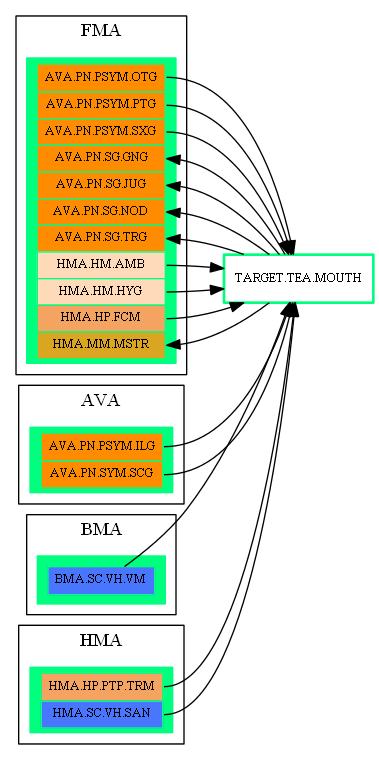 FMA
AVA.PN.PSYM.OTG
AVA.PN.PSYM.PTG
AVA.PN.PSYM.SXG
AVA.PN.SG.GNG
AVA.PN.SG.JUG
AVA.PN.SG.NOD
AVA.PN.SG.TRG
HMA.HM.AMB
HMA.HM.HYG
HMA.HP.FCM
HMA.MM.MSTR
TARGET.TEA.MOUTH
AVA
AVA.PN.PSYM.ILG
AVA.PN.SYM.SCG
BMA
BMA.SC.VH.VM
HMA
HMA.HP.PTP.TRM
HMA.SC.VH.SAN